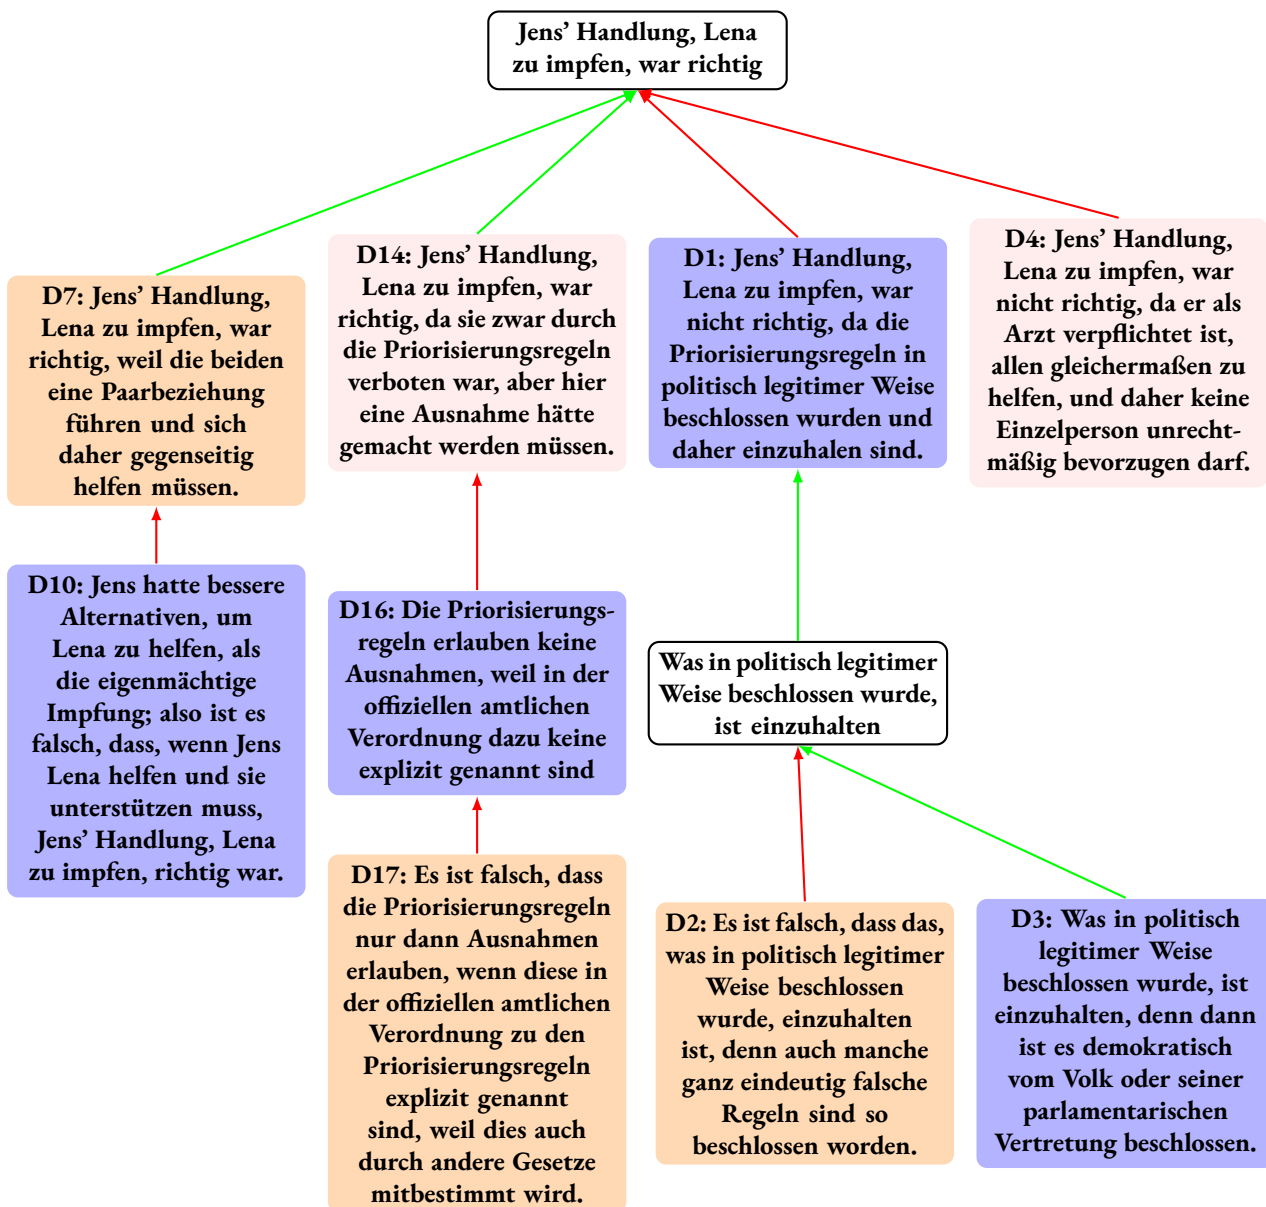 Jens’ Handlung, Lena
zu impfen, war richtig
D7: Jens’ Handlung,
Lena zu impfen, war
richtig, weil die beiden
eine Paarbeziehung
führen und sich
daher gegenseitig
helfen müssen.
D14: Jens’ Handlung,
Lena zu impfen, war
richtig, da sie zwar durch
die Priorisierungsregeln
verboten war, aber hier
eine Ausnahme hätte
gemacht werden müssen.
D1: Jens’ Handlung,
Lena zu impfen, war
nicht richtig, da die
Priorisierungsregeln in
politisch legitimer Weise
beschlossen wurden und
daher einzuhalen sind.
D4: Jens’ Handlung,
Lena zu impfen, war
nicht richtig, da er als
Arzt verpflichtet ist,
allen gleichermaßen zu
helfen, und daher keine
Einzelperson unrecht-
mäßig bevorzugen darf.
D10: Jens hatte bessere
Alternativen, um
Lena zu helfen, als
die eigenmächtige
Impfung; also ist es
falsch, dass, wenn Jens
Lena helfen und sie
unterstützen muss,
Jens’ Handlung, Lena
zu impfen, richtig war.
D16: Die Priorisierungs-
regeln erlauben keine
Ausnahmen, weil in der
offiziellen amtlichen
Verordnung dazu keine
explizit genannt sind
Was in politisch legitimer
Weise beschlossen wurde,
ist einzuhalten
D17: Es ist falsch, dass
die Priorisierungsregeln
nur dann Ausnahmen
erlauben, wenn diese in
der offiziellen amtlichen
Verordnung zu den
Priorisierungsregeln
explizit genannt
sind, weil dies auch
durch andere Gesetze
mitbestimmt wird.
D2: Es ist falsch, dass das,
was in politisch legitimer
Weise beschlossen
wurde, einzuhalten
ist, denn auch manche
ganz eindeutig falsche
Regeln sind so
beschlossen worden.
D3: Was in politisch
legitimer Weise
beschlossen wurde, ist
einzuhalten, denn dann
ist es demokratisch
vom Volk oder seiner
parlamentarischen
Vertretung beschlossen.